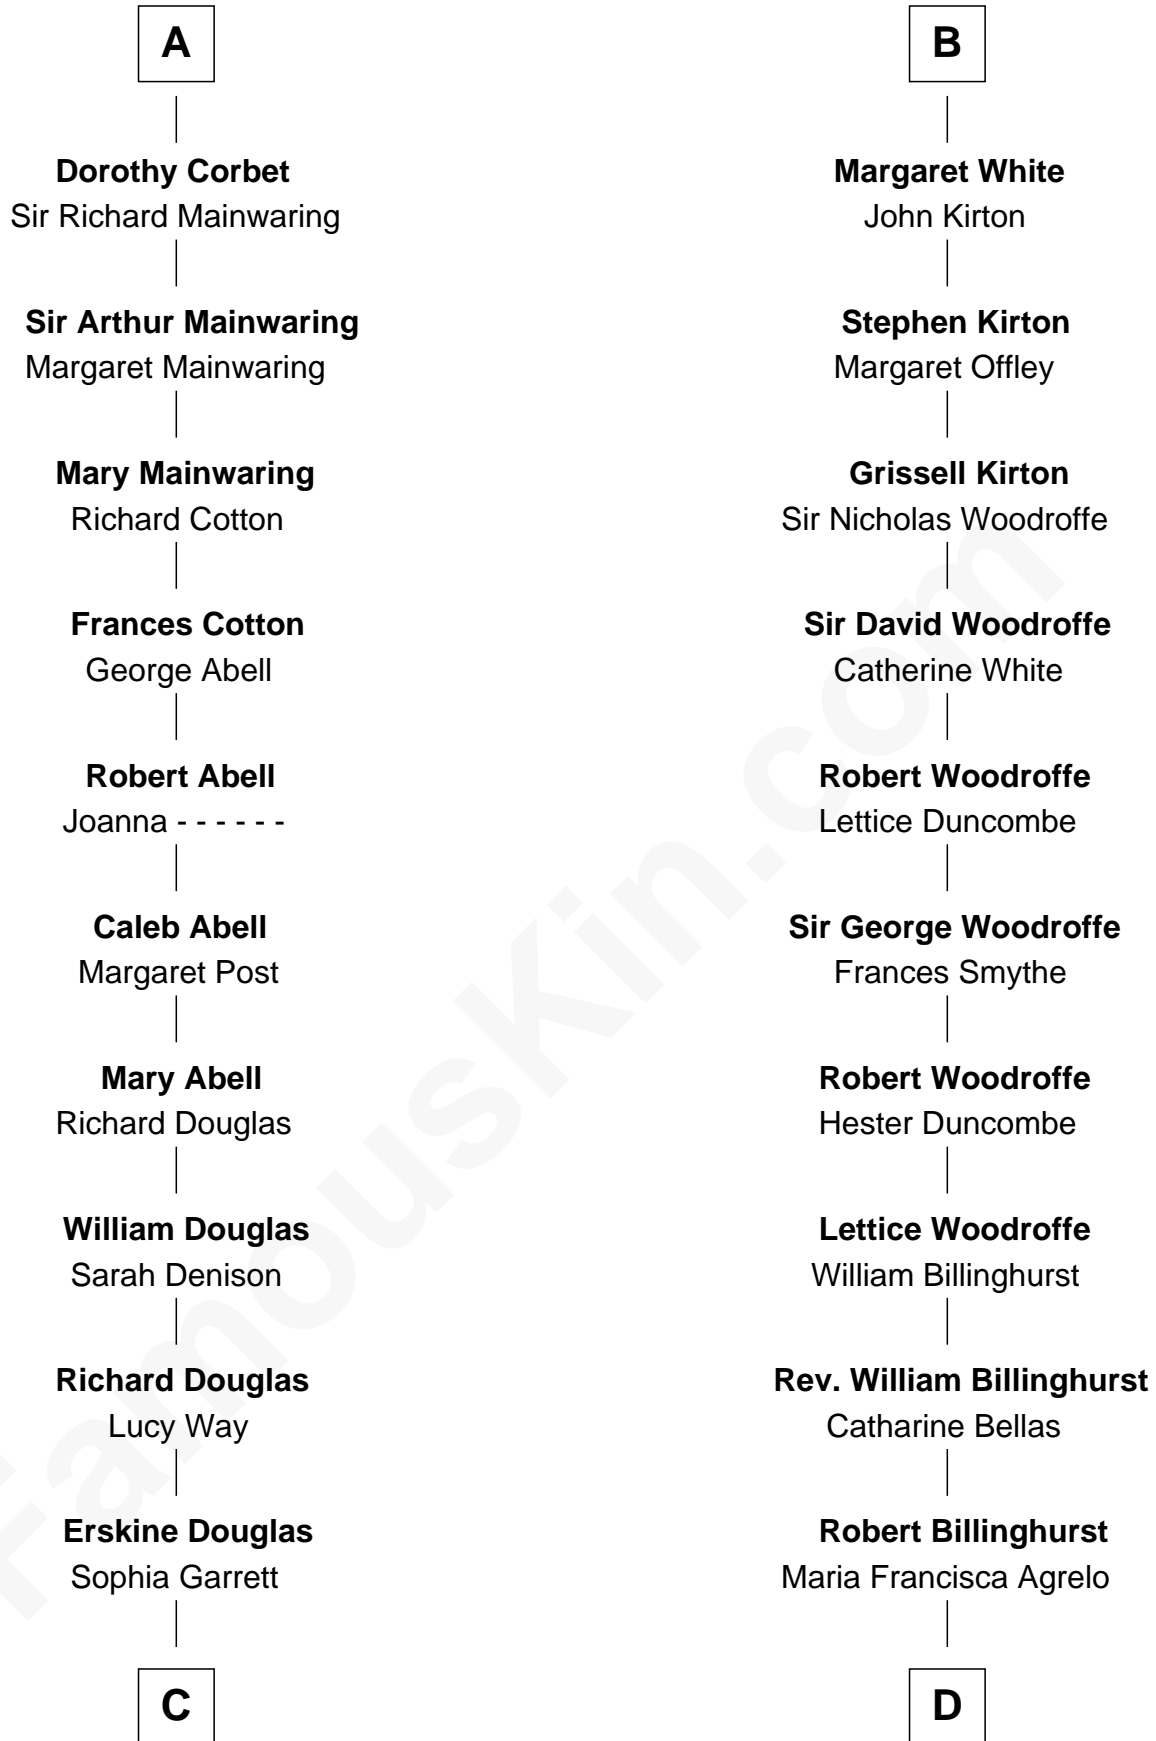 A
Dorothy Corbet
Sir Richard Mainwaring
Sir Arthur Mainwaring
Margaret Mainwaring
Mary Mainwaring
Richard Cotton
Frances Cotton
George Abell
Robert Abell
Joanna - - - - - -
Caleb Abell
Margaret Post
Mary Abell
Richard Douglas
William Douglas
Sarah Denison
Richard Douglas
Lucy Way
Erskine Douglas
Sophia Garrett
C
B
Margaret White
John Kirton
Stephen Kirton
Margaret Offley
Grissell Kirton
Sir Nicholas Woodroffe
Sir David Woodroffe
Catherine White
Robert Woodroffe
Lettice Duncombe
Sir George Woodroffe
Frances Smythe
Robert Woodroffe
Hester Duncombe
Lettice Woodroffe
William Billinghurst
Rev. William Billinghurst
Catharine Bellas
Robert Billinghurst
Maria Francisca Agrelo
D
FamousKin.com